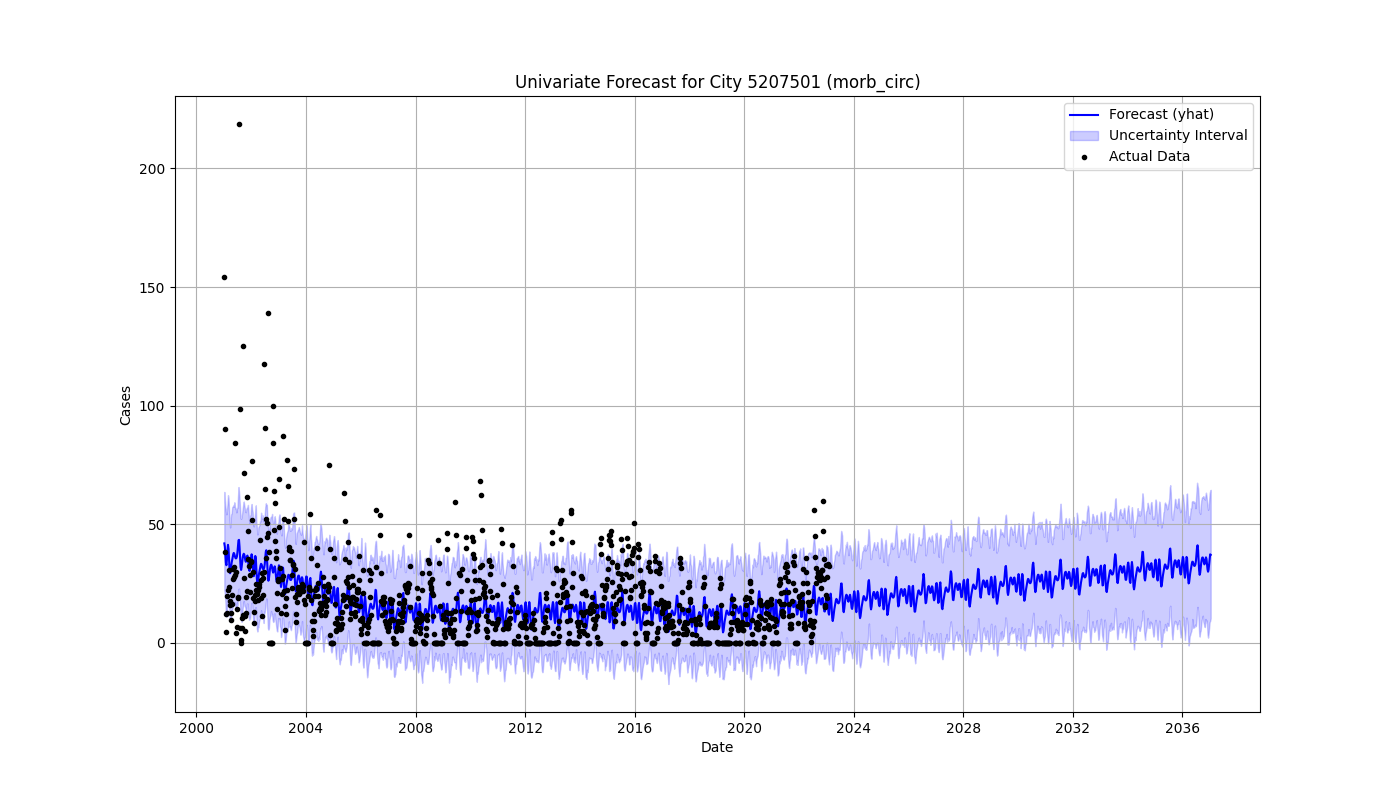 Univariate Forecast for City 5207501 (morb_circ)
Forecast (yhat)
Uncertainty Interval
Actual Data
200
150
100
50
0
Cases
2000 2004 2008 2012 2016 2020 2024 2028 2032 2036
Date